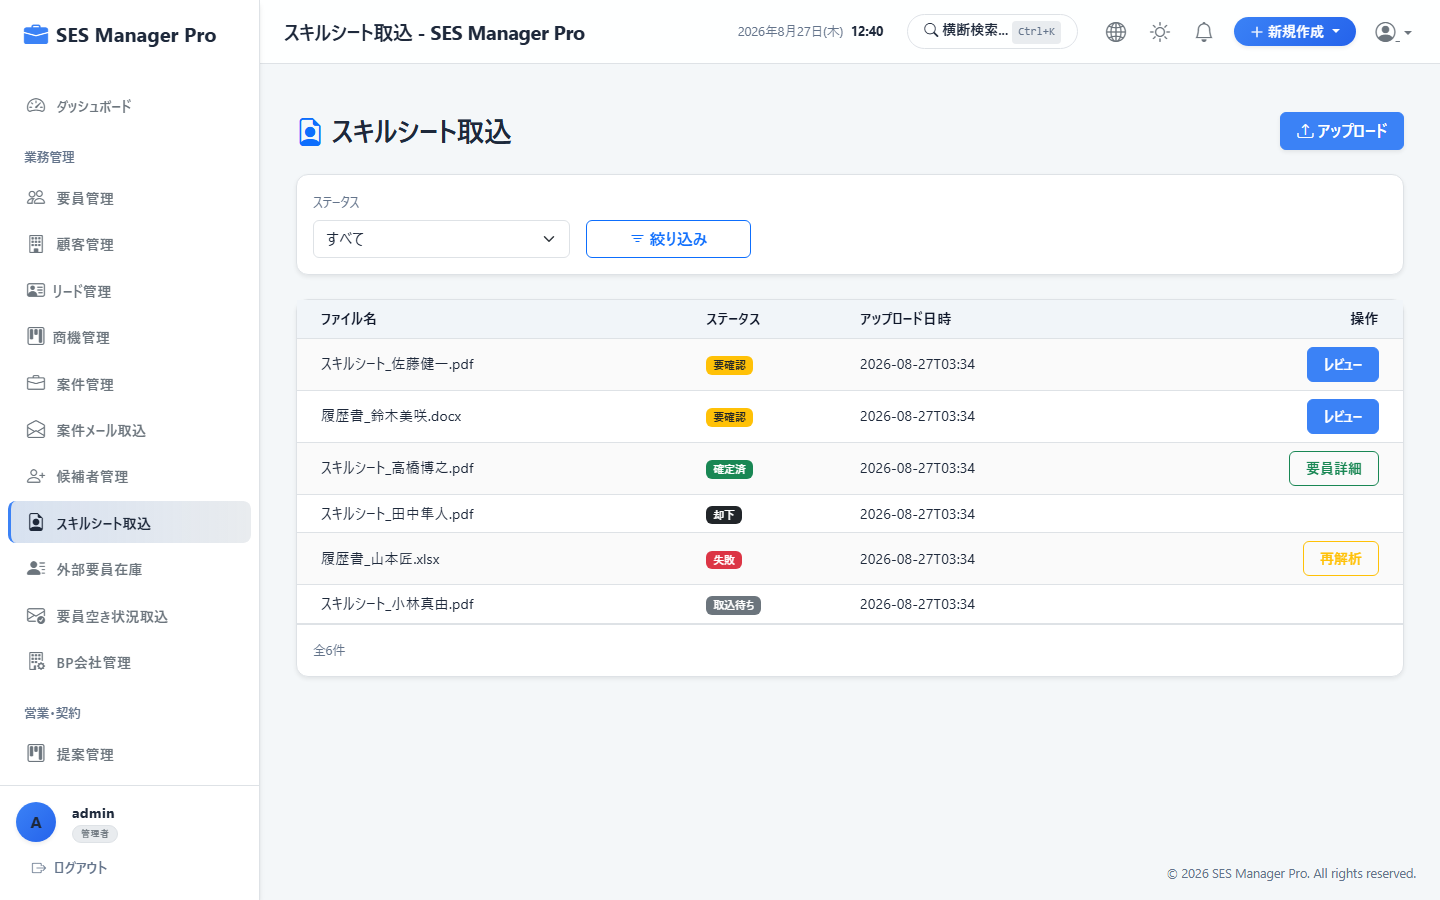 SES Manager Pro
スキルシート取込 - SES Manager Pro
2026年8月27日(木) 12:40
横断検索... Ctrl+K
新規作成
ダッシュボード
業務管理
要員管理
顧客管理
リード管理
商機管理
案件管理
案件メール取込
候補者管理
スキルシート取込
外部要員在庫
要員空き状況取込
BP会社管理
営業・契約
提案管理
A
admin
管理者
ログアウト
スキルシート取込
アップロード
ステータス
すべて
絞り込み
ファイル名 ステータス アップロード日時 操作
スキルシート_佐藤健一.pdf 要確認 2026-08-27T03:34 レビュー
履歴書_鈴木美咲.docx 要確認 2026-08-27T03:34 レビュー
スキルシート_高橋博之.pdf 確定済 2026-08-27T03:34 要員詳細
スキルシート_田中隼人.pdf 却下 2026-08-27T03:34
履歴書_山本匠.xlsx 失敗 2026-08-27T03:34 再解析
スキルシート_小林真由.pdf 取込待ち 2026-08-27T03:34
全6件
© 2026 SES Manager Pro. All rights reserved.